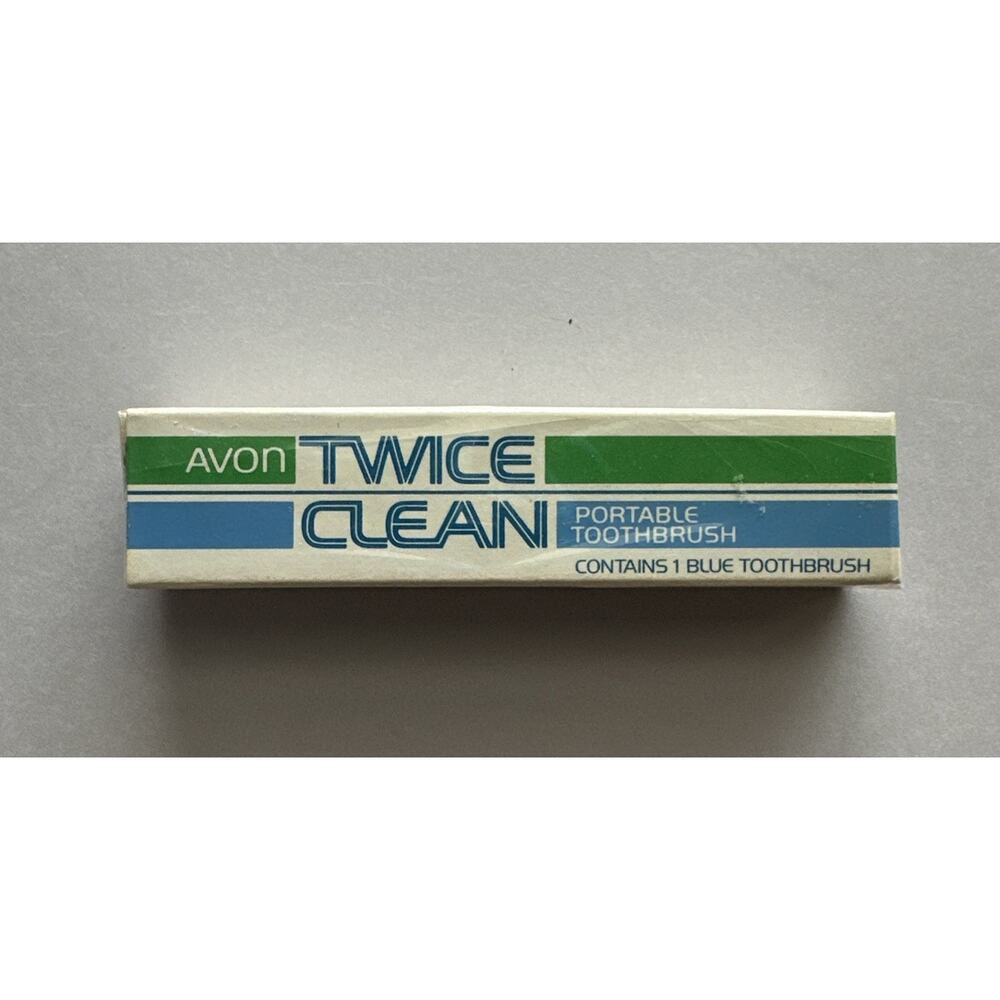 AVON TWICE
CLEAN
PORTABLE
TOOTHBRUSH
CONTAINS 1 BLUE TOOTHBRUSH